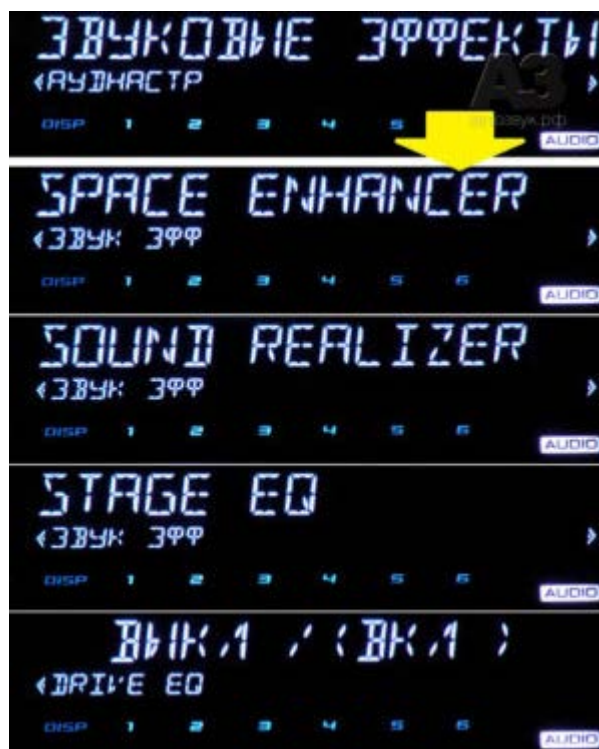 ЗВУКОВЫЕ ЭФФЕКТЫ
АУДНАСТР
АЗ
автозвук.рф
DISP 1 2 3 4 5
AUDIO
SPACE ENHANCER
ЗВУК ЭФФ
DISP 1 2 3 4 5 6
AUDIO
SOUND REALIZER
ЗВУК ЭФФ
DISP 1 2 3 4 5 6
AUDIO
STAGE EQ
ЗВУК ЭФФ
DISP 1 2 3 4 5 6
AUDIO
ВЫКЛ / (ВКЛ)
DRIVE EQ
DISP 1 2 3 4 5 6
AUDIO